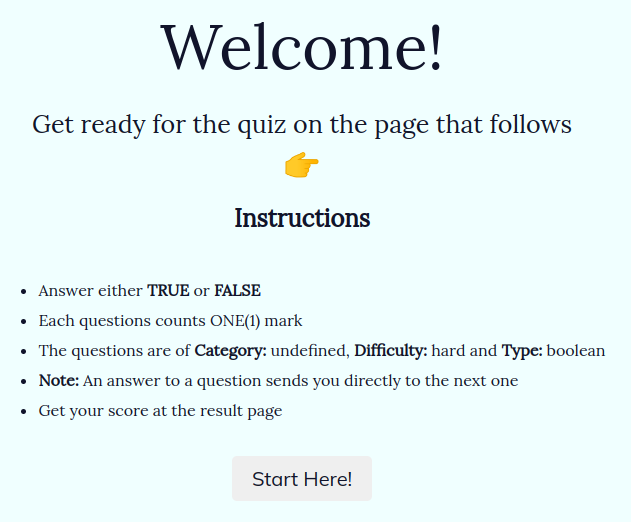 Welcome!
Get ready for the quiz on the page that follows
Instructions
Answer either TRUE or FALSE
Each questions counts ONE(1) mark
The questions are of Category: undefined, Difficulty: hard and Type: boolean
Note: An answer to a question sends you directly to the next one
Get your score at the result page
Start Here!